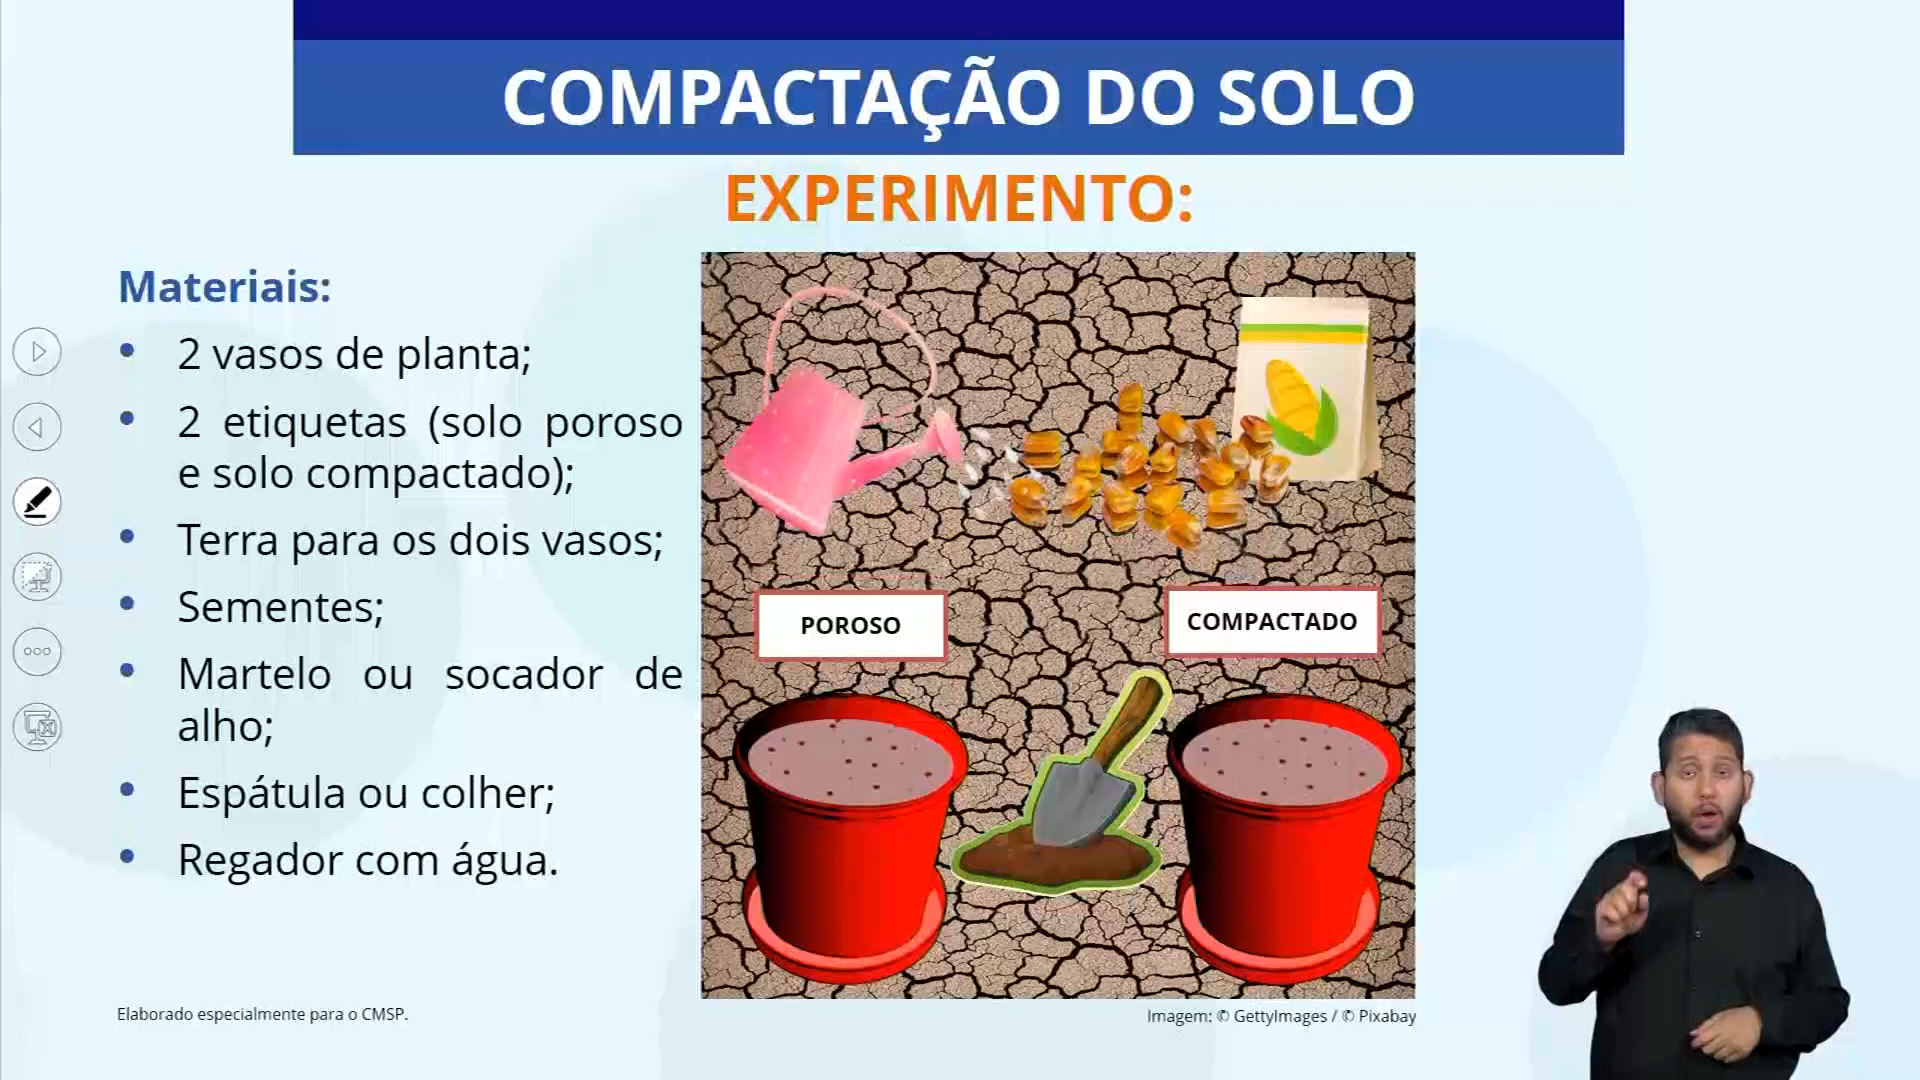 COMPACTAÇÃO DO SOLO
EXPERIMENTO:
Materiais:
• 2 vasos de planta;
• 2 etiquetas (solo poroso
e solo compactado);
• Terra para os dois vasos;
• Sementes;
• Martelo ou socador de
alho;
• Espátula ou colher;
• Regador com água.
POROSO
COMPACTADO
Elaborado especialmente para o CMSP.
Imagem: © GettyImages / © Pixabay